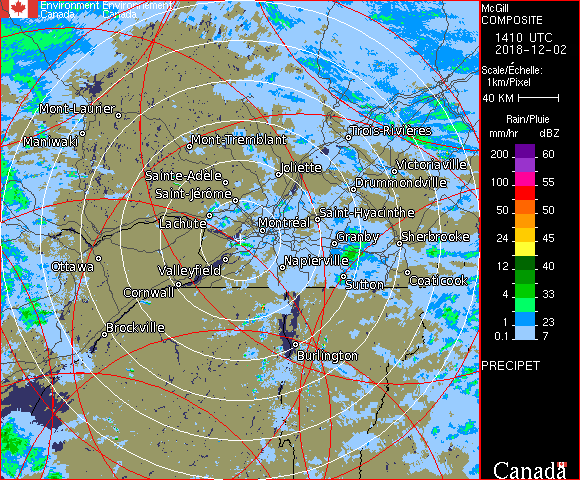 Environment Environnement
Canada Canada
Mont-Laurier
Maniwaki
Mont-Tremblant
Trois-Rivières
Joliette
Victoriaville
Sainte-Adèle
Drummondville
Saint-Jérôme
Saint-Hyacinthe
Lachute
Montréal
Granby
Sherbrooke
Ottawa
Valleyfield
Napierville
Cornwall
Sutton
Coaticook
Brockville
Burlington
McGill
COMPOSITE
1410 UTC
2018-12-02
Scale/Échelle:
1km/Pixel
40 KM
Rain/Pluie
mm/hr dBZ
200 60
100 55
50 50
24 45
12 40
4 33
1 23
0.1 7
PRECIPET
Canada